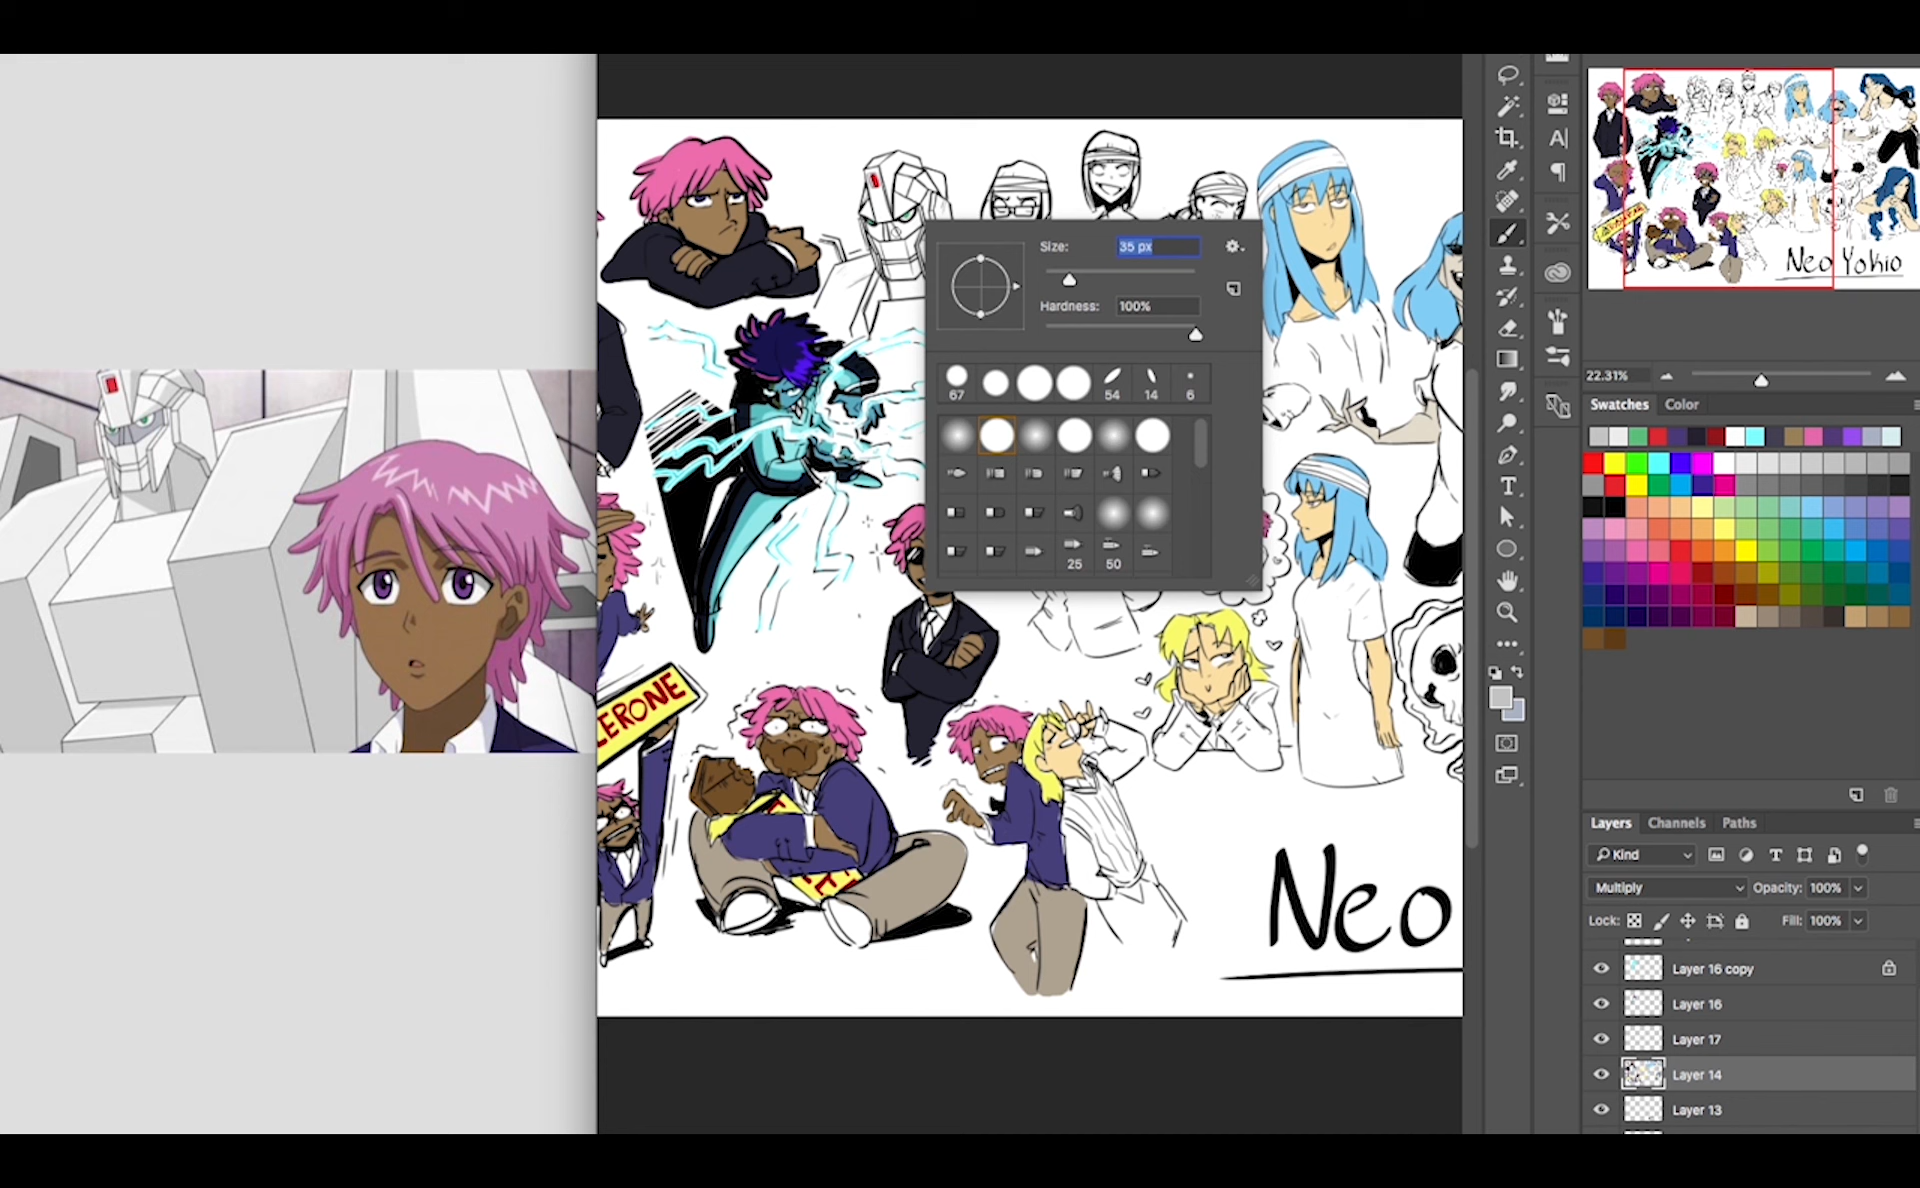 Size:
35 px
Hardness:
100%
67
54
14
6
25
50
ERONE
Neo
Neo Yokio
22.31%
Swatches
Color
Layers
Channels
Paths
Kind
Multiply
Opacity:
100%
Lock:
Fill:
100%
Layer 16 copy
Layer 16
Layer 17
Layer 14
Layer 13